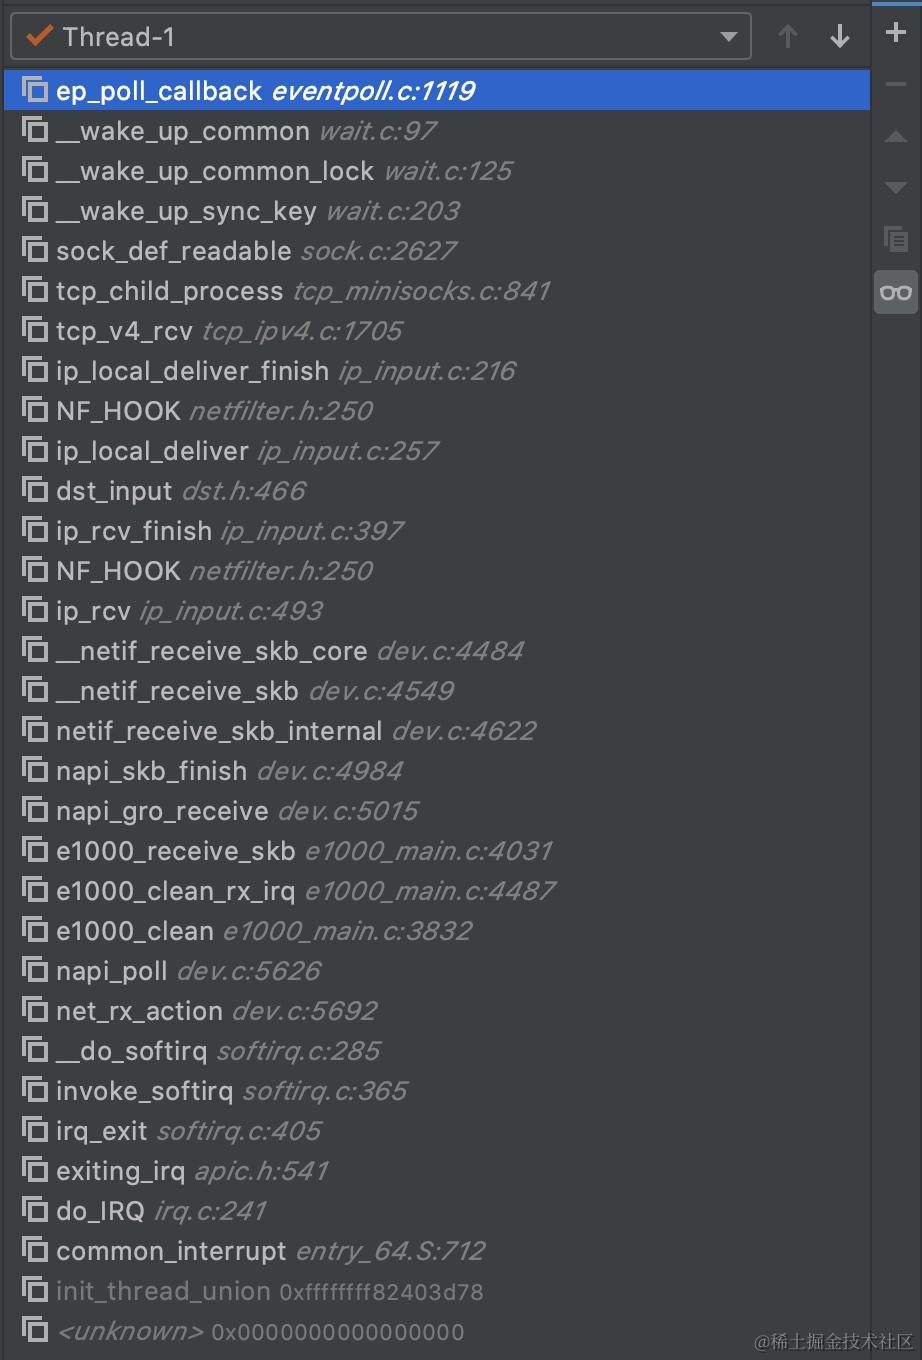 Thread-1
ep_poll_callback eventpoll.c:1119
__wake_up_common wait.c:97
__wake_up_common_lock wait.c:125
__wake_up_sync_key wait.c:203
sock_def_readable sock.c:2627
tcp_child_process tcp_minisocks.c:841
tcp_v4_rcv tcp_ipv4.c:1705
ip_local_deliver_finish ip_input.c:216
NF_HOOK netfilter.h:250
ip_local_deliver ip_input.c:257
dst_input dst.h:466
ip_rcv_finish ip_input.c:397
NF_HOOK netfilter.h:250
ip_rcv ip_input.c:493
__netif_receive_skb_core dev.c:4484
__netif_receive_skb dev.c:4549
netif_receive_skb_internal dev.c:4622
napi_skb_finish dev.c:4984
napi_gro_receive dev.c:5015
e1000_receive_skb e1000_main.c:4031
e1000_clean_rx_irq e1000_main.c:4487
e1000_clean e1000_main.c:3832
napi_poll dev.c:5626
net_rx_action dev.c:5692
__do_softirq softirq.c:285
invoke_softirq softirq.c:365
irq_exit softirq.c:405
exiting_irq apic.h:541
do_IRQ irq.c:241
common_interrupt entry_64.S:712
init_thread_union 0xffffffff82403d78
<unknown> 0x0000000000000000
@稀土掘金技术社区